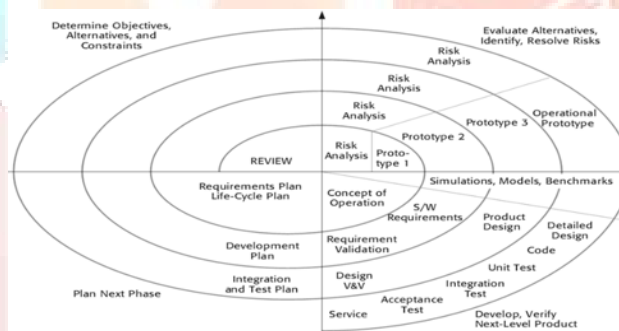 Determine Objectives,
Alternatives, and
Constraints
Evaluate Alternatives,
Identify, Resolve Risks
Risk
Analysis
Risk
Analysis
Risk
Analysis
Risk
Analysis
Proto-
type 1
Prototype 2
Prototype 3
Operational
Prototype
REVIEW
Requirements Plan
Life-Cycle Plan
Concept of
Operation
Simulations, Models, Benchmarks
S/W
Requirements
Product
Design
Detailed
Design
Development
Plan
Requirement
Validation
Code
Unit Test
Integration
and Test Plan
Design
V&V
Integration
Test
Acceptance
Test
Service
Plan Next Phase
Develop, Verify
Next-Level Product